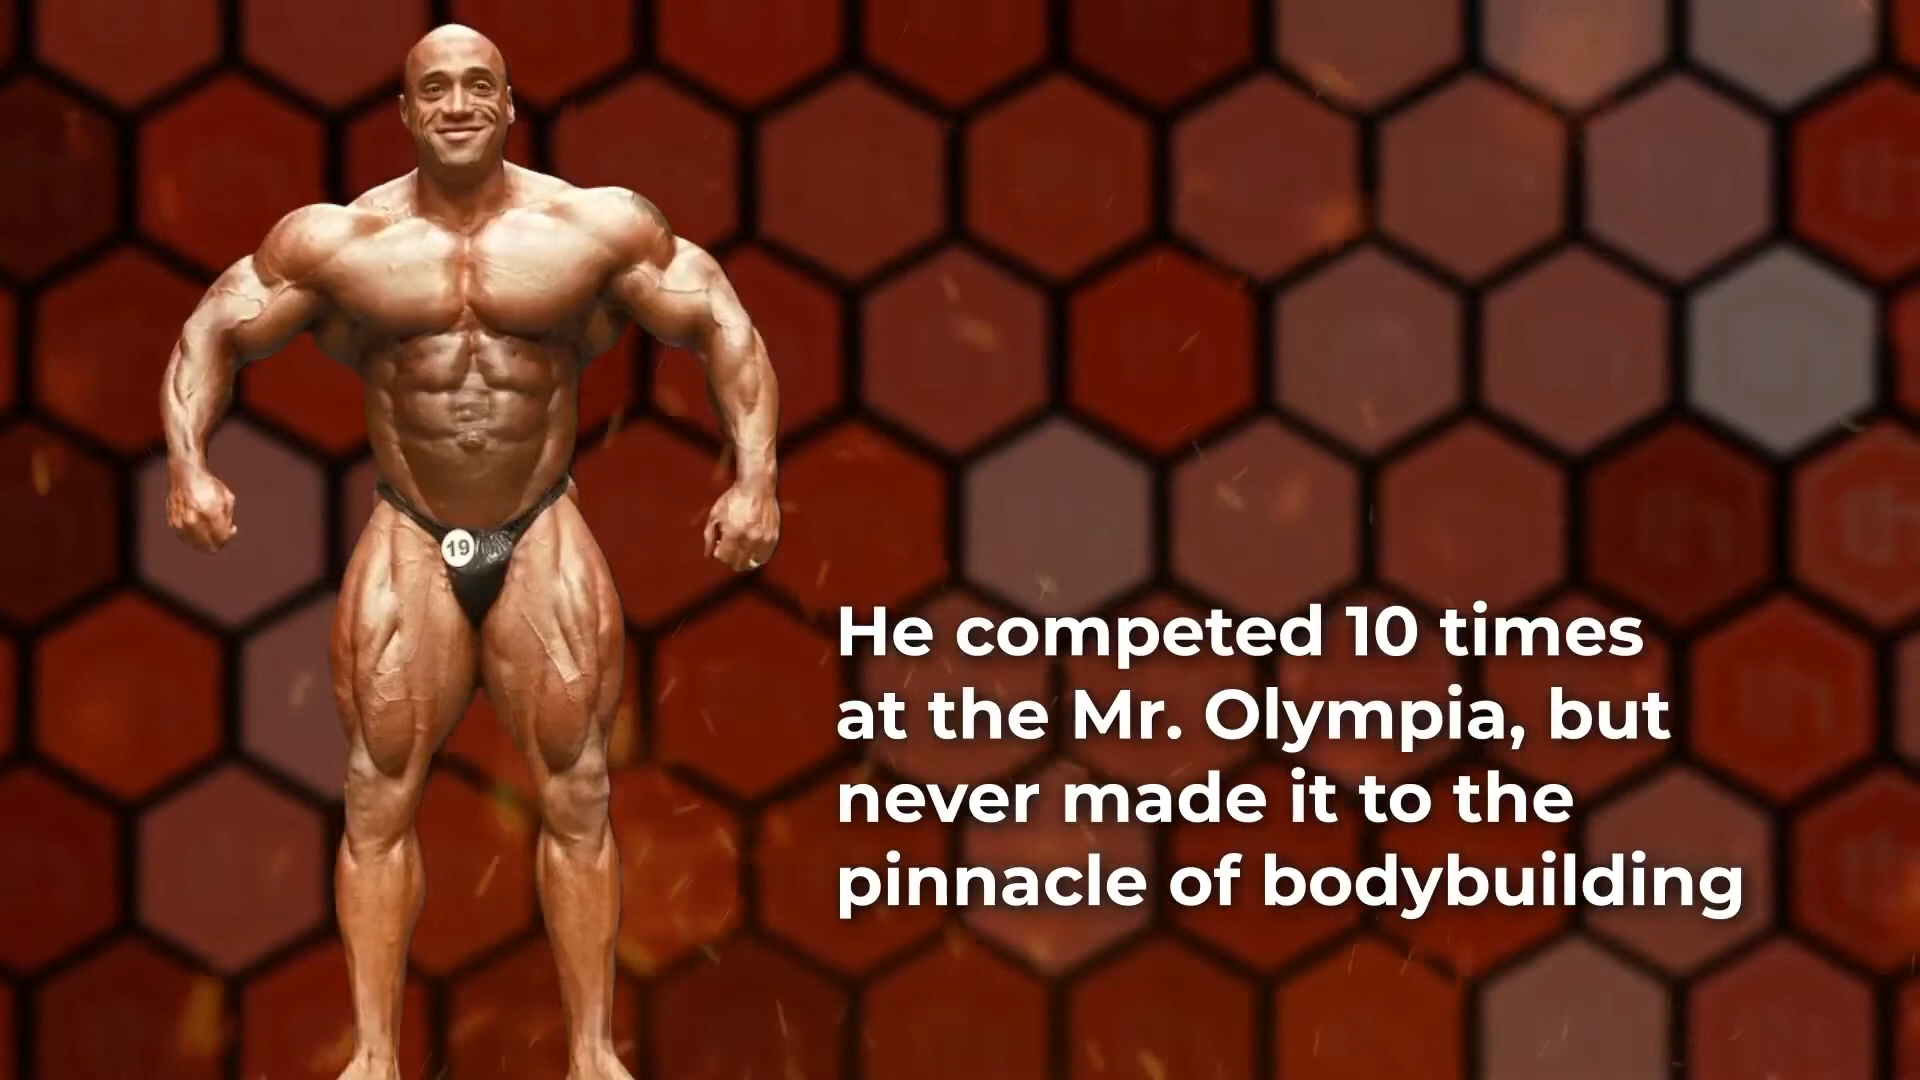 19
He competed 10 times
at the Mr. Olympia, but
never made it to the
pinnacle of bodybuilding